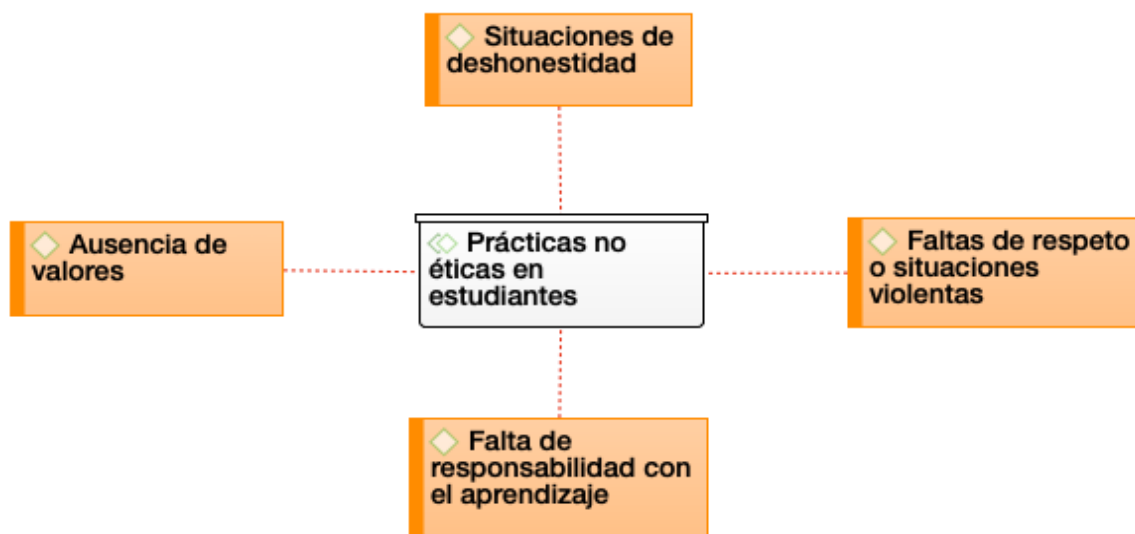 Situaciones de
deshonestidad
Ausencia de
valores
Prácticas no
éticas en
estudiantes
Faltas de respeto
o situaciones
violentas
Falta de
responsabilidad con
el aprendizaje